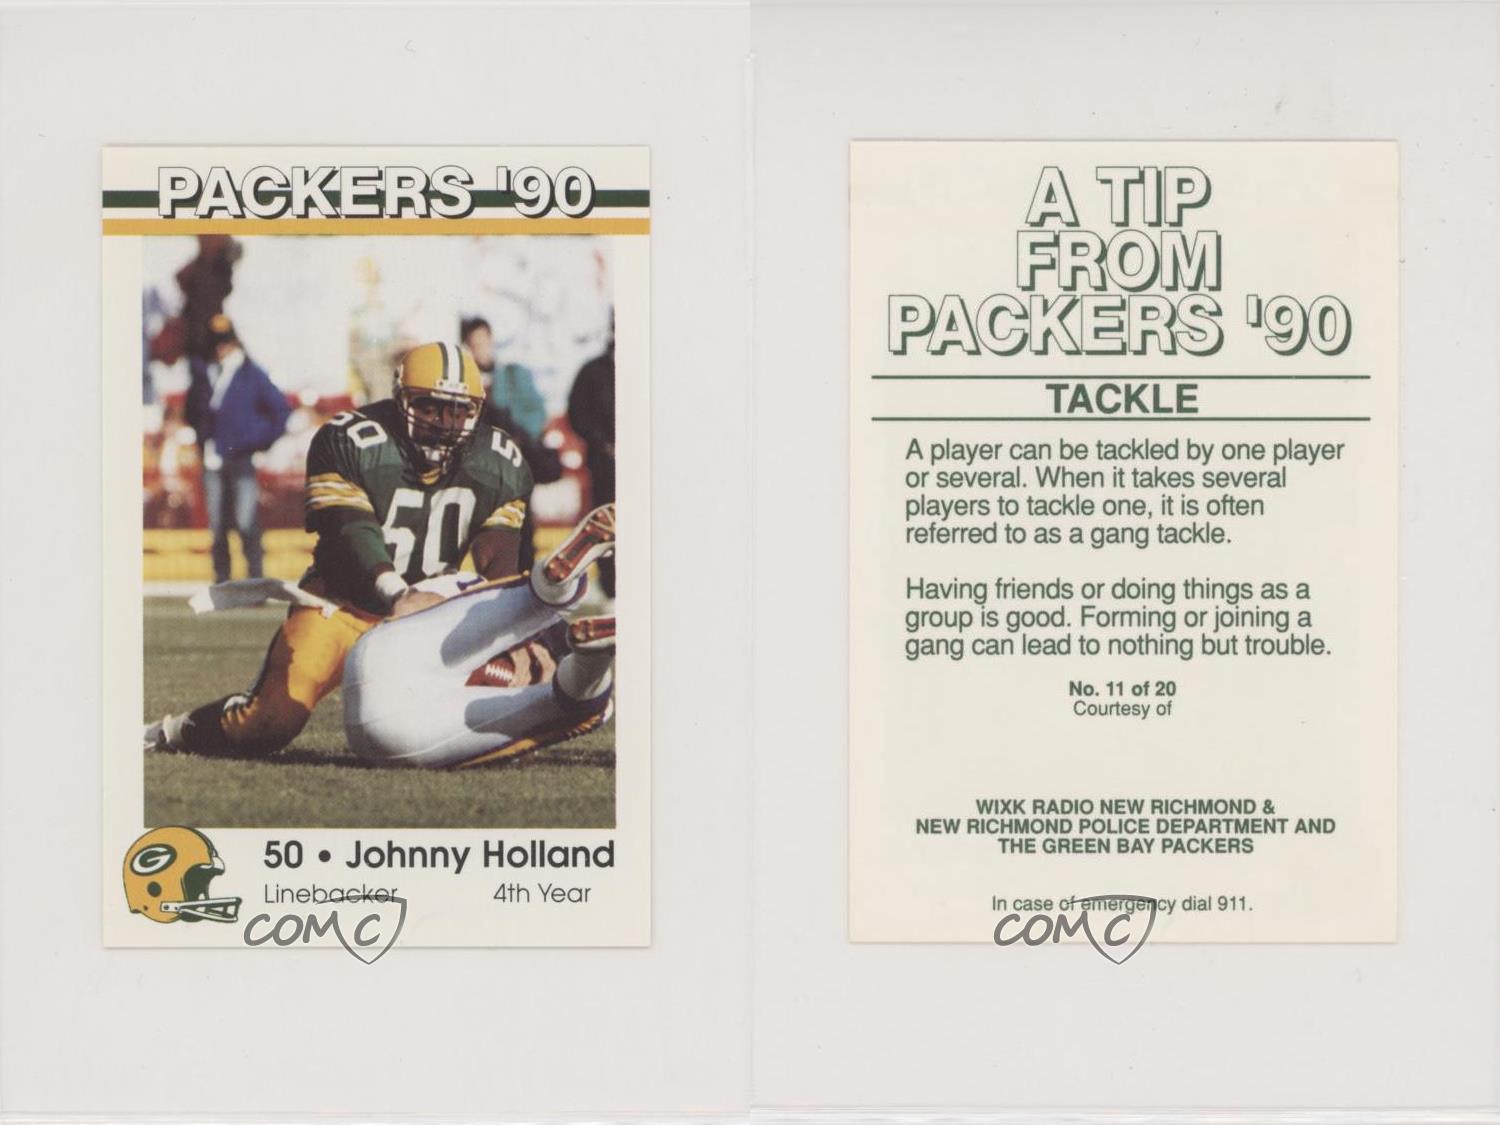 PACKERS '90
50
50
5
50 • Johnny Holland
Linebacker 4th Year
G
COMC
A TIP
FROM
PACKERS '90
TACKLE
A player can be tackled by one player
or several. When it takes several
players to tackle one, it is often
referred to as a gang tackle.
Having friends or doing things as a
group is good. Forming or joining a
gang can lead to nothing but trouble.
No. 11 of 20
Courtesy of
WIXK RADIO NEW RICHMOND &
NEW RICHMOND POLICE DEPARTMENT AND
THE GREEN BAY PACKERS
In case of emergency dial 911.
COMC